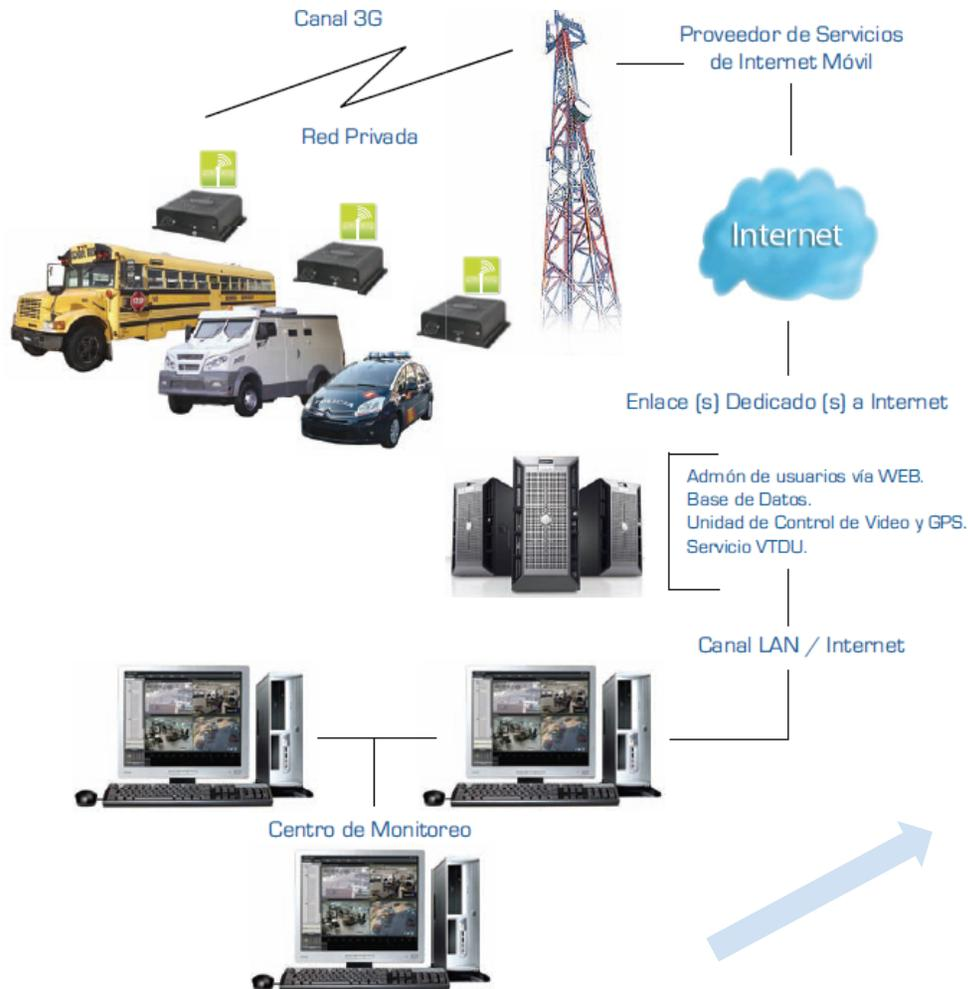 Canal 3G
Proveedor de Servicios
de Internet Móvil
Red Privada
Internet
POLICIA
Enlace (s) Dedicado (s) a Internet
Admón de usuarios vía WEB.
Base de Datos.
Unidad de Control de Video y GPS.
Servicio VTDU.
Canal LAN / Internet
Centro de Monitoreo